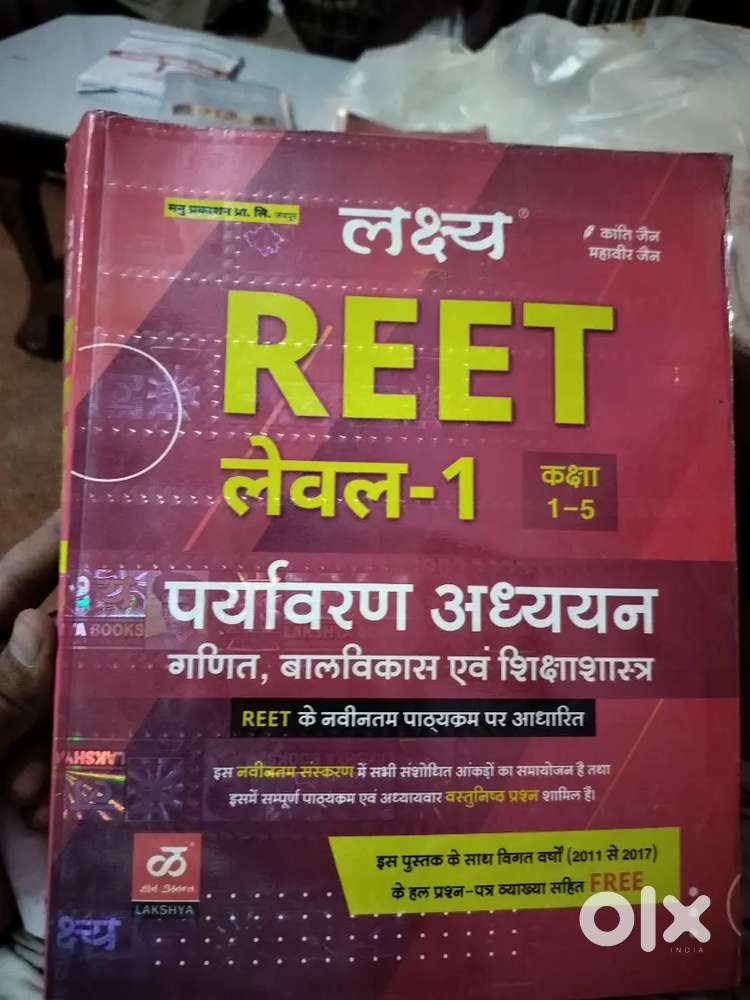 मनु प्रकाशन प्रा. लि. जयपुर
लक्ष्य®
कांति जैन
महावीर जैन
REET
लेवल-1
कक्षा
1-5
पर्यावरण अध्ययन
गणित, बालविकास एवं शिक्षाशास्त्र
REET के नवीनतम पाठ्यक्रम पर आधारित
इस नवीनतम संस्करण में सभी संशोधित आंकड़ों का समायोजन है तथा
इसमें सम्पूर्ण पाठ्यक्रम एवं अध्यायवार वस्तुनिष्ठ प्रश्न शामिल हैं।
इस पुस्तक के साथ विगत वर्षों (2011 से 2017)
के हल प्रश्न-पत्र व्याख्या सहित FREE
LAKSHYA
BOOKS
LAKSHYA
क्ष्य
olx
INDIA